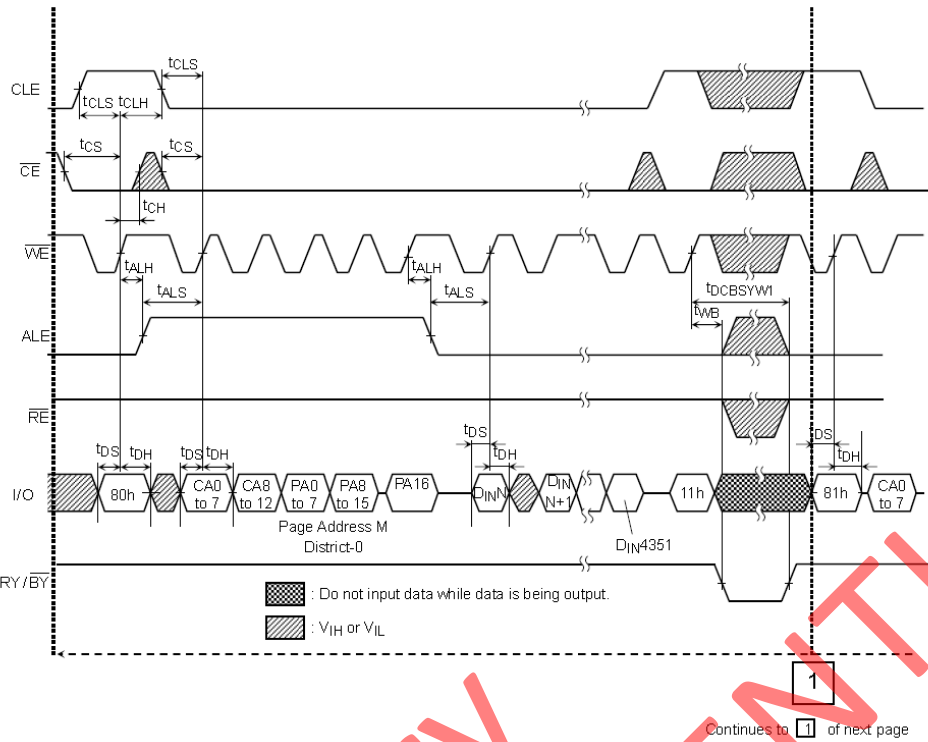 CLE
tCLS
tCLS tCLH
CE
tCS
tCS
tCH
WE
tALH
tALS
tALH
tALS
tDCBSYW1
tWB
ALE
RE
tDS
tDH
tDS
tDH
tDS
tDH
tDS
tDH
I/O
80h
CA0
to 7
CA8
to 12
PA0
to 7
PA8
to 15
PA16
DINN
DIN
N+1
11h
81h
CA0
to 7
Page Address M
District-0
DIN4351
RY/BY
: Do not input data while data is being output.
: VIH or VIL
1
Continues to 1 of next page